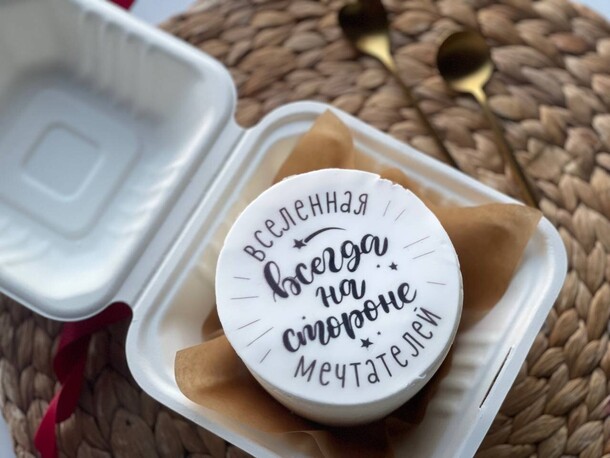 вселенная
всегда
на
стороне
мечтателей